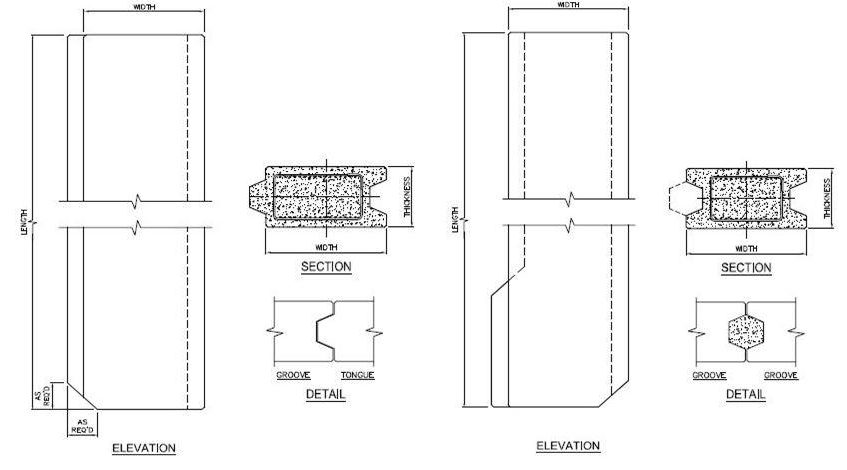 WIDTH
LENGTH
THICKNESS
WIDTH
SECTION
GROOVE TONGUE
DETAIL
AS
REQ'D
AS
REQ'D
ELEVATION
WIDTH
LENGTH
THICKNESS
WIDTH
SECTION
GROOVE GROOVE
DETAIL
ELEVATION